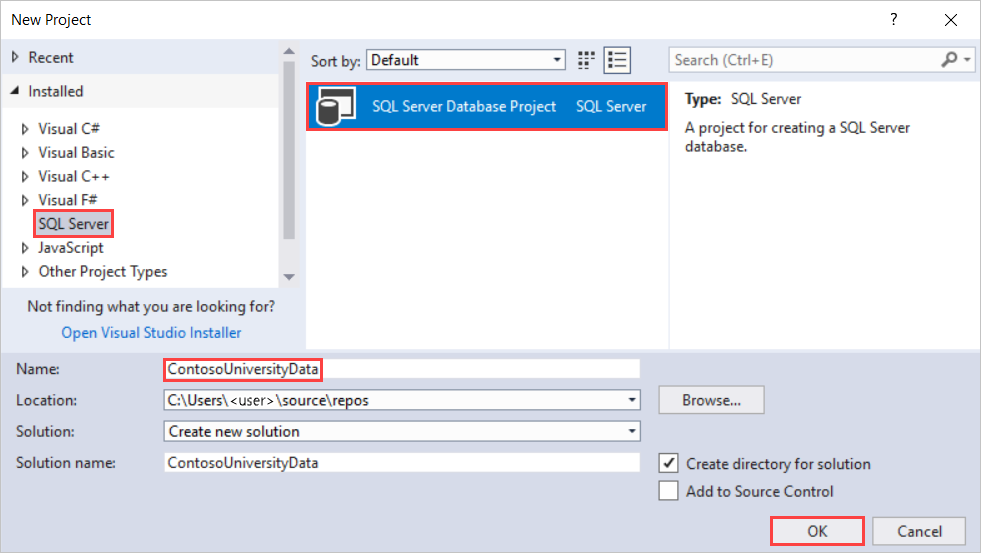 New Project
?
Recent
Installed
Visual C#
Visual Basic
Visual C++
Visual F#
SQL Server
JavaScript
Other Project Types
Not finding what you are looking for?
Open Visual Studio Installer
Sort by: Default
SQL Server Database Project SQL Server
Search (Ctrl+E)
Type: SQL Server
A project for creating a SQL Server
database.
Name: ContosoUniversityData
Location: C:\Users\<user>\source\repos Browse...
Solution: Create new solution
Solution name: ContosoUniversityData
Create directory for solution
Add to Source Control
OK Cancel